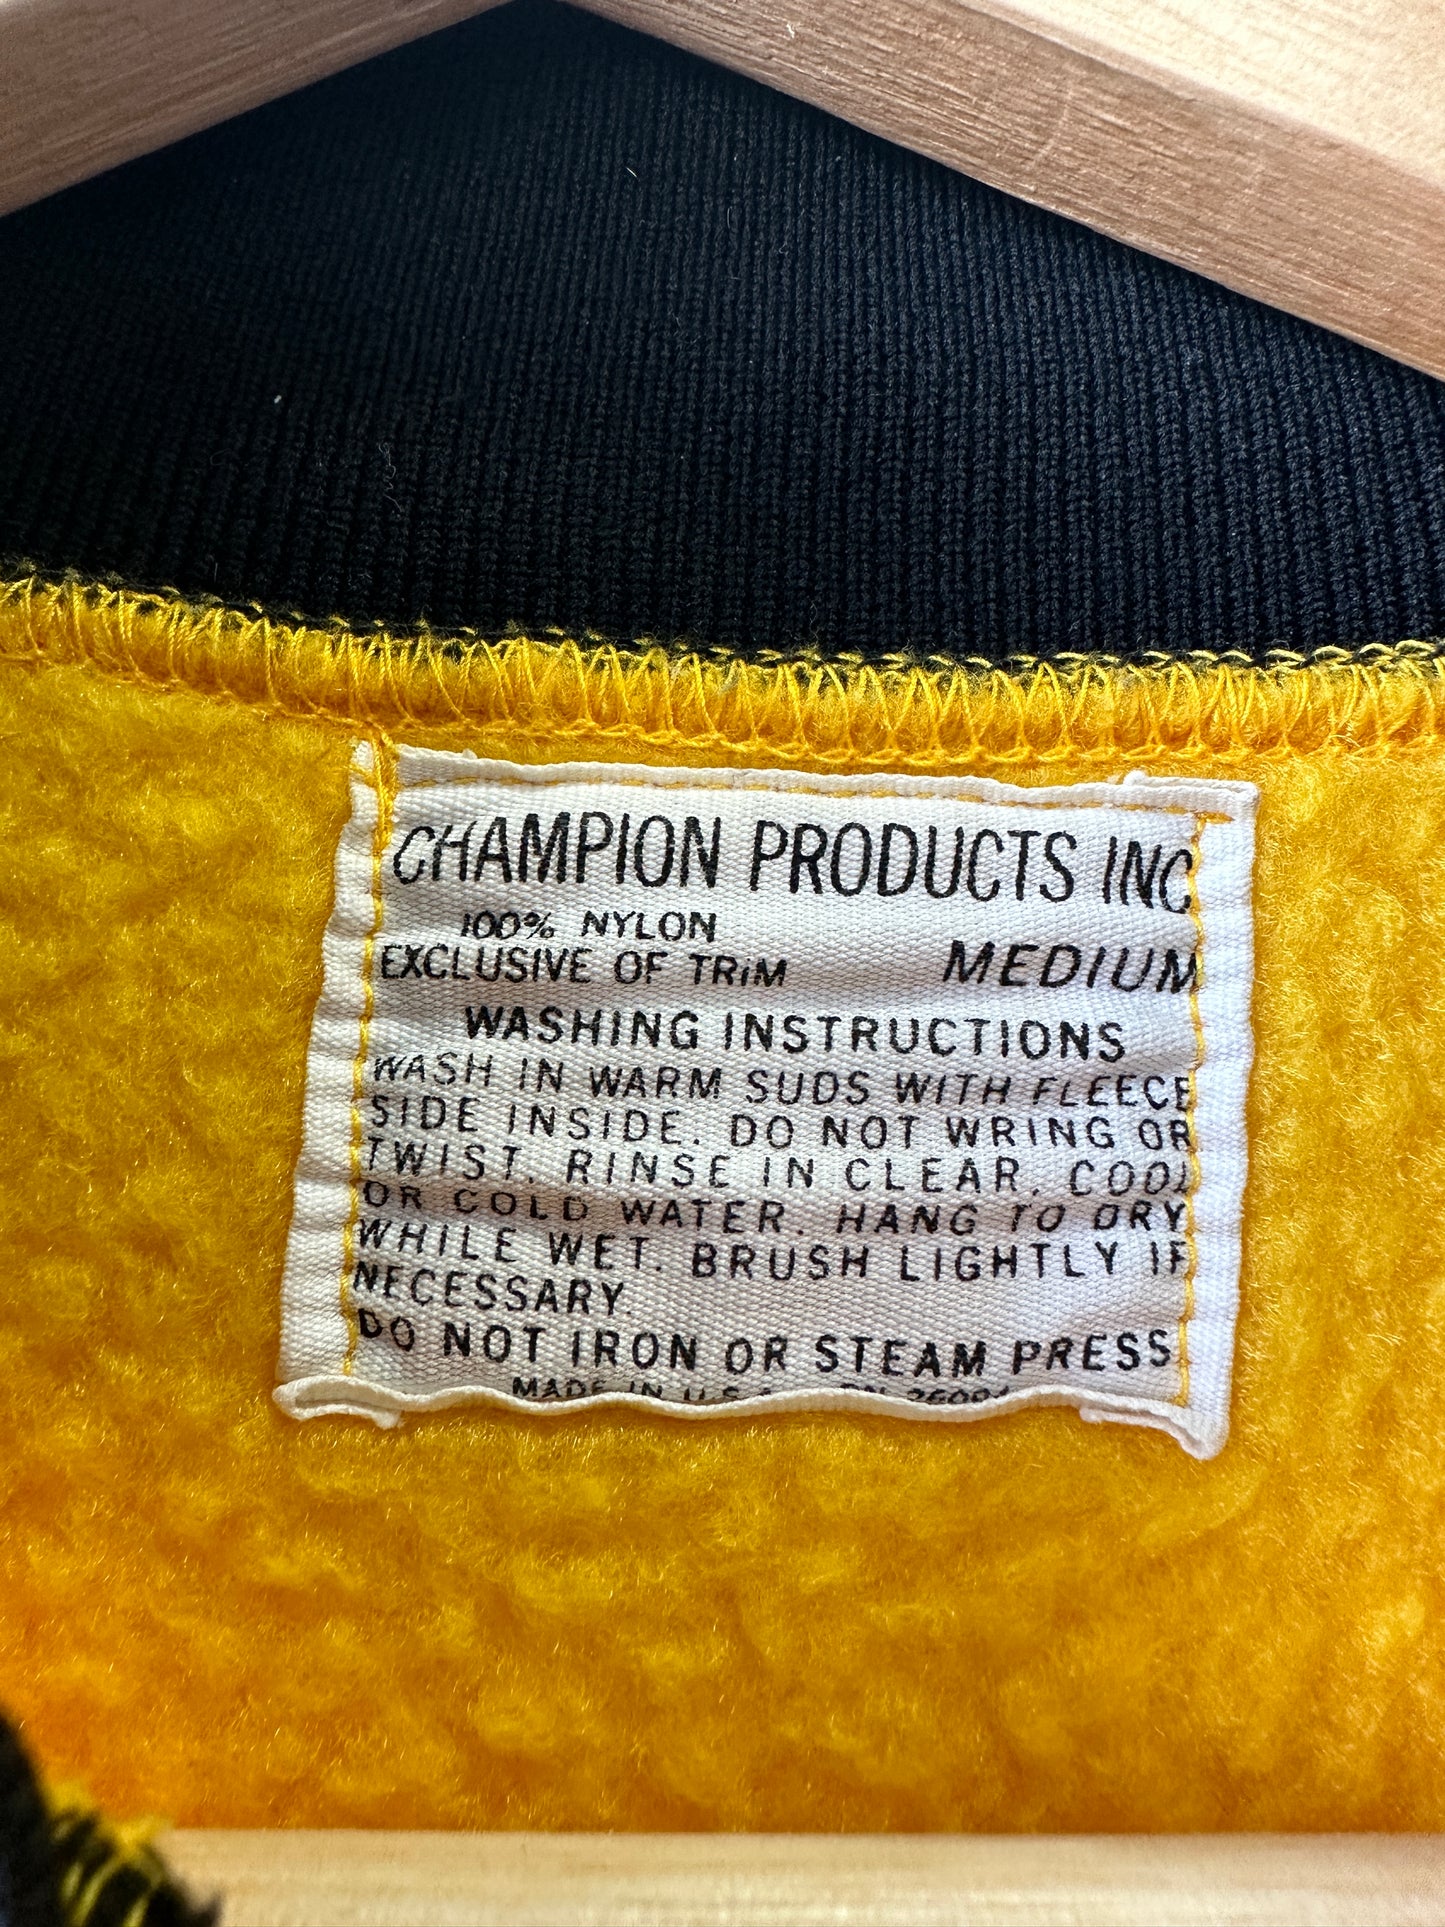 CHAMPION PRODUCTS INC
100% NYLON
EXCLUSIVE OF TRiM MEDIUM
WASHING INSTRUCTIONS
WASH IN WARM SUDS WITH FLEECE
SIDE INSIDE. DO NOT WRING OR
TWIST. RINSE IN CLEAR, COOL
OR COLD WATER. HANG TO DRY
WHILE WET. BRUSH LIGHTLY IF
NECESSARY.
DO NOT IRON OR STEAM PRESS
MADE IN U.S.A.